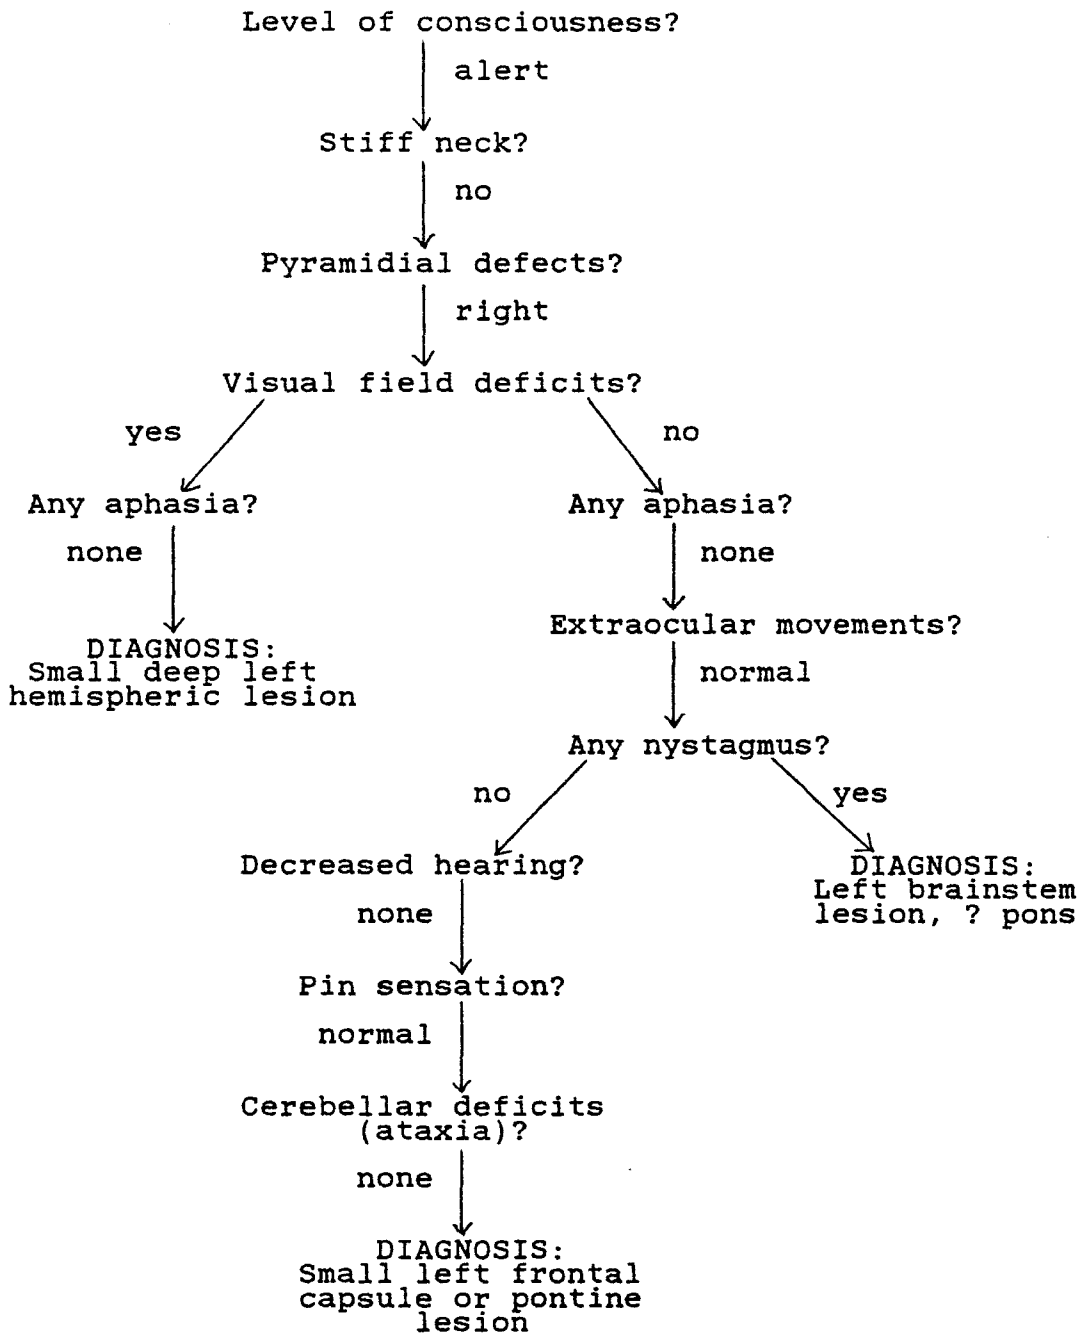 Level of consciousness?
alert
Stiff neck?
no
Pyramidial defects?
right
Visual field deficits?
yes
no
Any aphasia?
Any aphasia?
none
none
Extraocular movements?
DIAGNOSIS:
Small deep left
hemispheric lesion
normal
Any nystagmus?
no
yes
Decreased hearing?
DIAGNOSIS:
Left brainstem
lesion, ? pons
none
Pin sensation?
normal
Cerebellar deficits
(ataxia)?
none
DIAGNOSIS:
Small left frontal
capsule or pontine
lesion